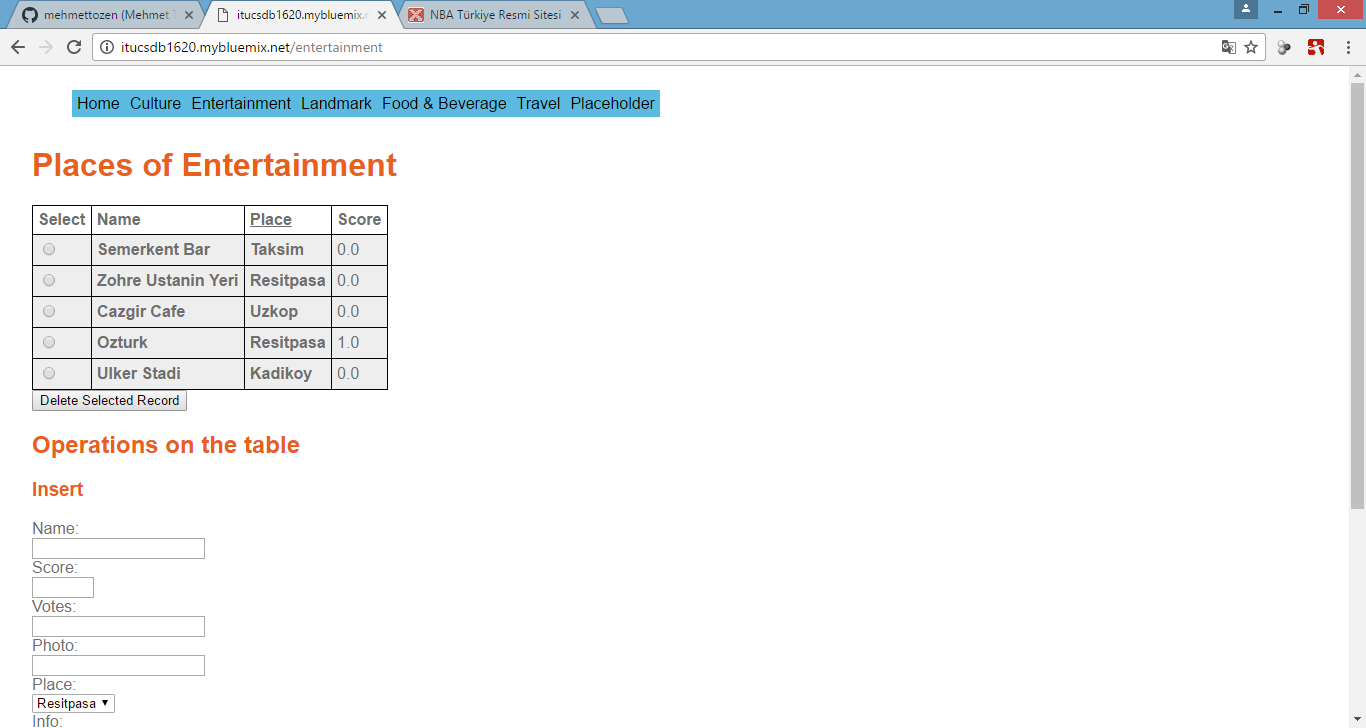 mehmettozen (Mehmet T
itucsdb1620.mybluemix.n
NBA Türkiye Resmi Sitesi
itucsdb1620.mybluemix.net/entertainment
Home Culture Entertainment Landmark Food & Beverage Travel Placeholder
Places of Entertainment
Select Name Place Score
Semerkent Bar Taksim 0.0
Zohre Ustanin Yeri Resitpasa 0.0
Cazgir Cafe Uzkop 0.0
Ozturk Resitpasa 1.0
Ulker Stadi Kadikoy 0.0
Delete Selected Record
Operations on the table
Insert
Name:
Score:
Votes:
Photo:
Place:
Resitpasa
Info: